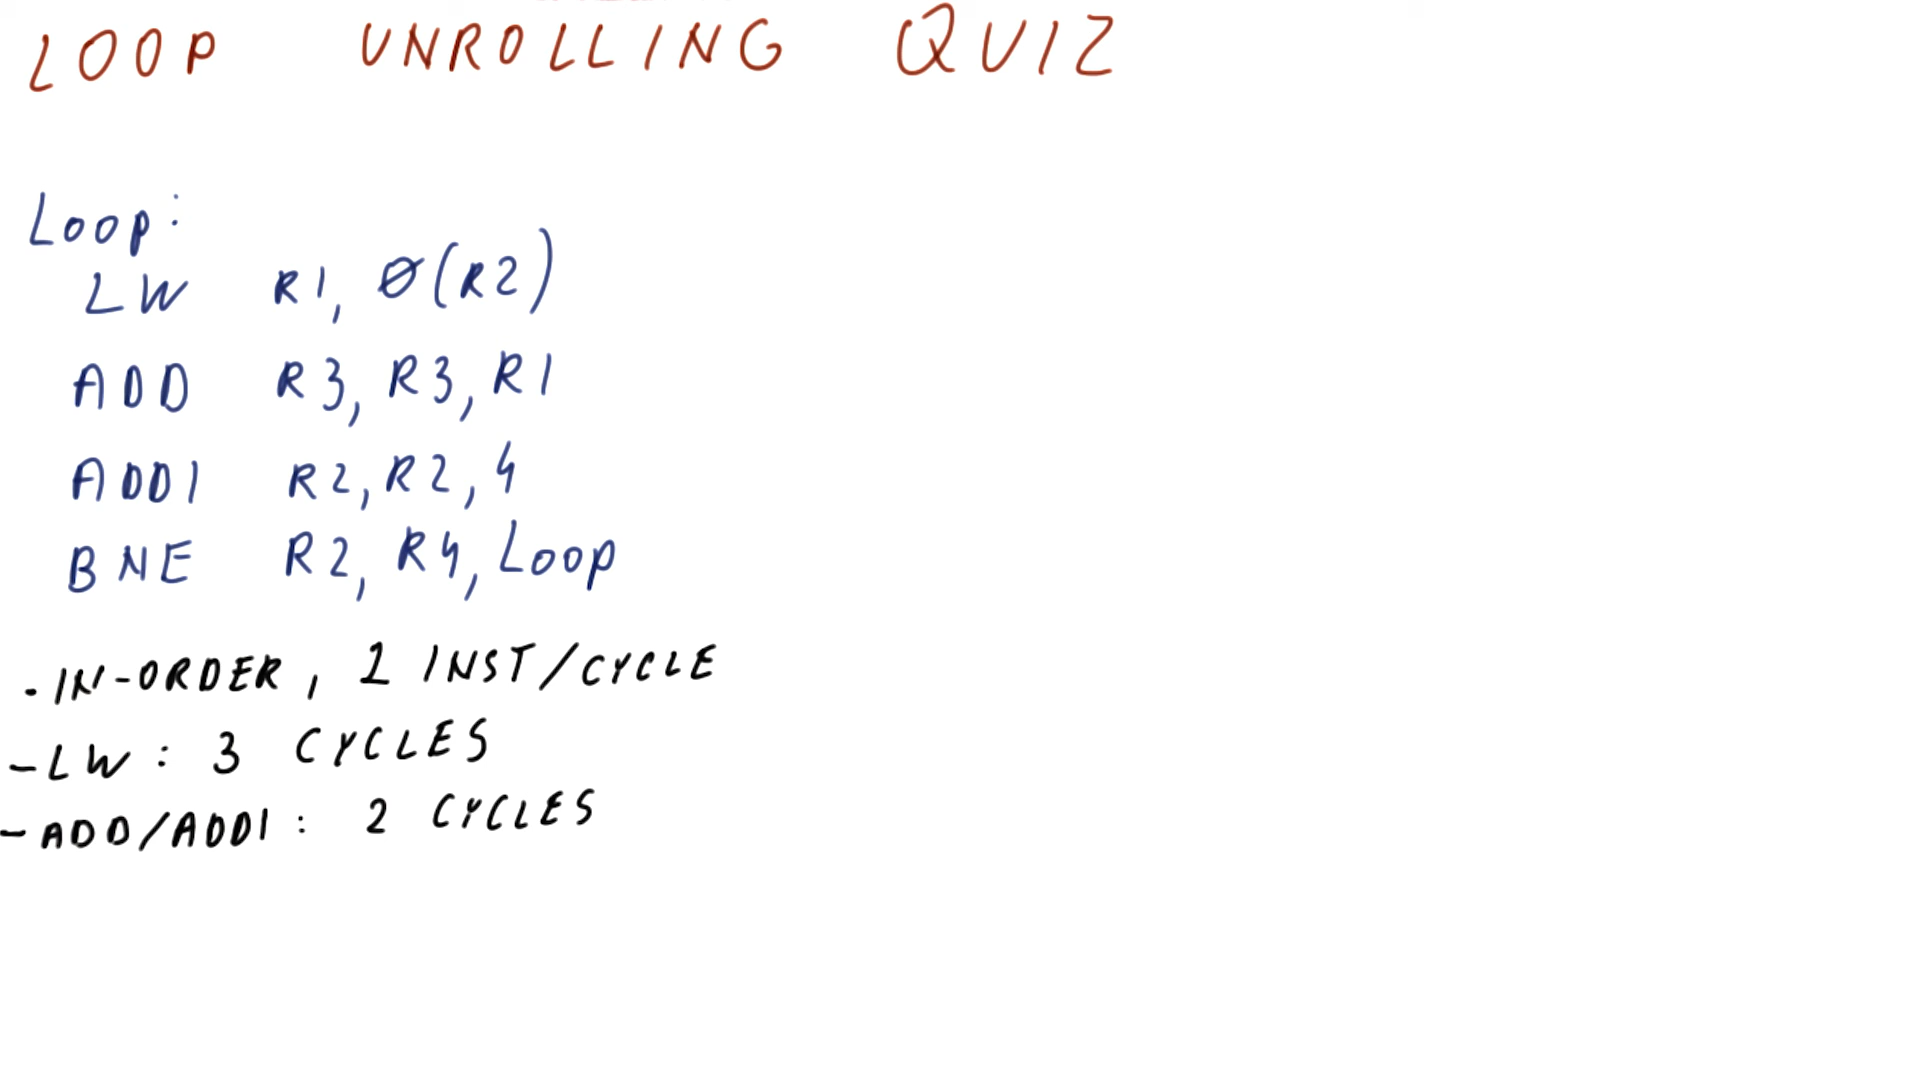 LOOP UNROLLING QUIZ
Loop:
LW R1, 0(R2)
ADD R3, R3, R1
ADDI R2, R2, 4
BNE R2, R4, Loop
- IN-ORDER, 1 INST/CYCLE
- LW: 3 CYCLES
- ADD/ADDI: 2 CYCLES